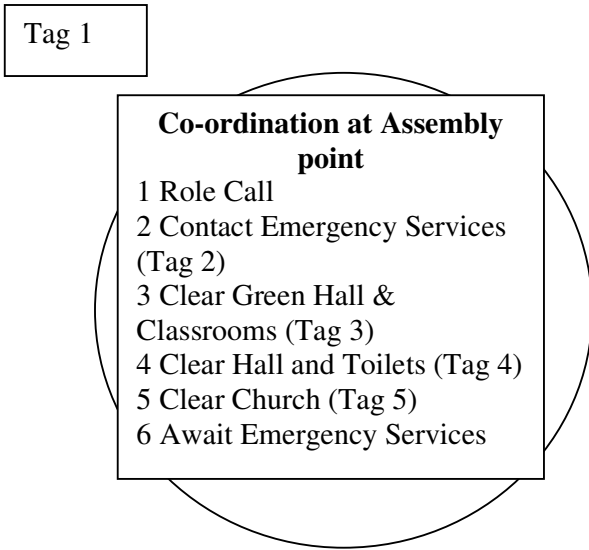 Tag 1
Co-ordination at Assembly
point
1 Role Call
2 Contact Emergency Services
(Tag 2)
3 Clear Green Hall &
Classrooms (Tag 3)
4 Clear Hall and Toilets (Tag 4)
5 Clear Church (Tag 5)
6 Await Emergency Services